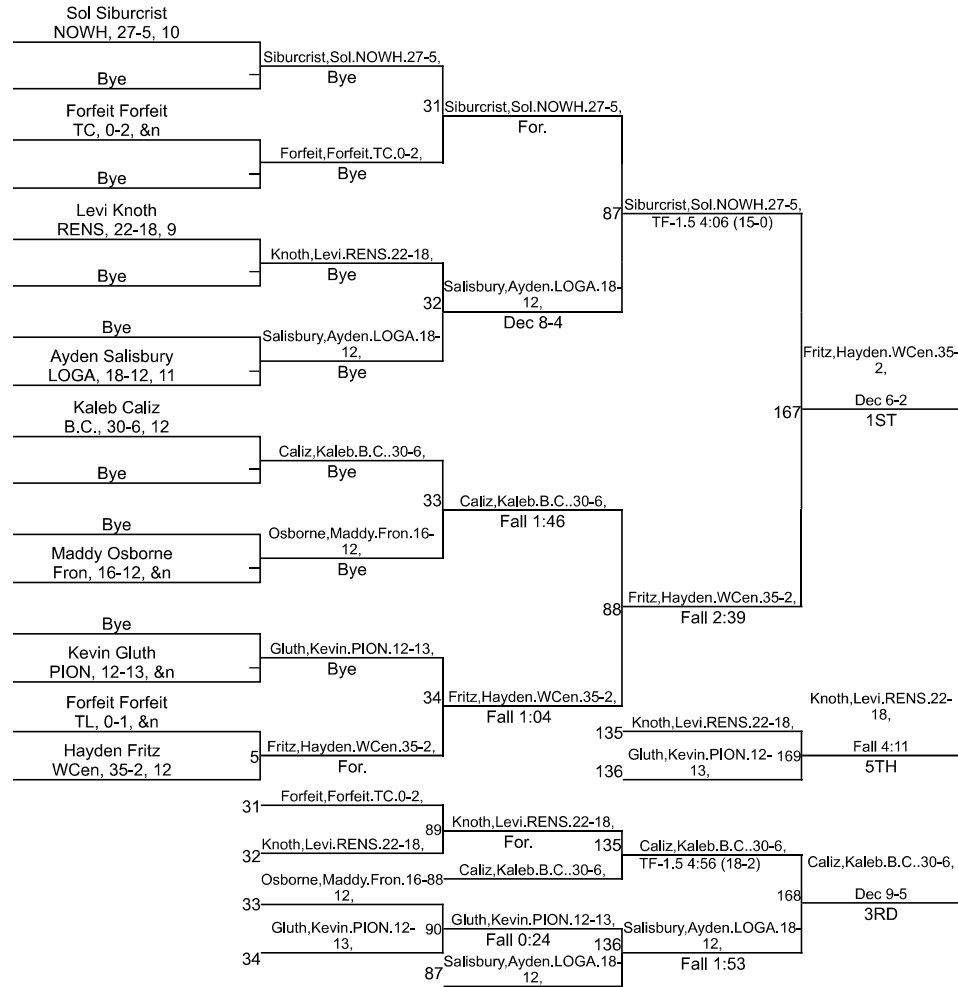 Sol Siburcrist
NOWH, 27-5, 10
Siburcrist,Sol.NOWH.27-5,
Bye
Bye
31
Siburcrist,Sol.NOWH.27-5,
For.
Forfeit Forfeit
TC, 0-2, &n
Forfeit,Forfeit.TC.0-2,
Bye
Bye
87
Siburcrist,Sol.NOWH.27-5,
TF-1.5 4:06 (15-0)
Levi Knoth
RENS, 22-18, 9
Knoth,Levi.RENS.22-18,
Bye
Bye
32
Salisbury,Ayden.LOGA.18-
12,
Dec 8-4
Bye
Salisbury,Ayden.LOGA.18-
12,
Bye
Ayden Salisbury
LOGA, 18-12, 11
167
Fritz,Hayden.WCen.35-
2,
Dec 6-2
1ST
Kaleb Caliz
B.C., 30-6, 12
Caliz,Kaleb.B.C..30-6,
Bye
Bye
33
Caliz,Kaleb.B.C..30-6,
Fall 1:46
Bye
Osborne,Maddy.Fron.16-
12,
Bye
Maddy Osborne
Fron, 16-12, &n
88
Fritz,Hayden.WCen.35-2,
Fall 2:39
Bye
Gluth,Kevin.PION.12-13,
Bye
Kevin Gluth
PION, 12-13, &n
34
Fritz,Hayden.WCen.35-2,
Fall 1:04
Forfeit Forfeit
TL, 0-1, &n
5
Fritz,Hayden.WCen.35-2,
For.
Hayden Fritz
WCen, 35-2, 12
135
Knoth,Levi.RENS.22-18,
136
Gluth,Kevin.PION.12-
13,
169
Knoth,Levi.RENS.22-
18,
Fall 4:11
5TH
31
Forfeit,Forfeit.TC.0-2,
32
Knoth,Levi.RENS.22-18,
89
Knoth,Levi.RENS.22-18,
For.
135
Caliz,Kaleb.B.C..30-6,
TF-1.5 4:56 (18-2)
88
Caliz,Kaleb.B.C..30-6,
168
Caliz,Kaleb.B.C..30-6,
Dec 9-5
3RD
Osborne,Maddy.Fron.16-
12,
33
Gluth,Kevin.PION.12-
13,
34
90
Gluth,Kevin.PION.12-13,
Fall 0:24
136
Salisbury,Ayden.LOGA.18-
12,
Fall 1:53
87
Salisbury,Ayden.LOGA.18-
12,